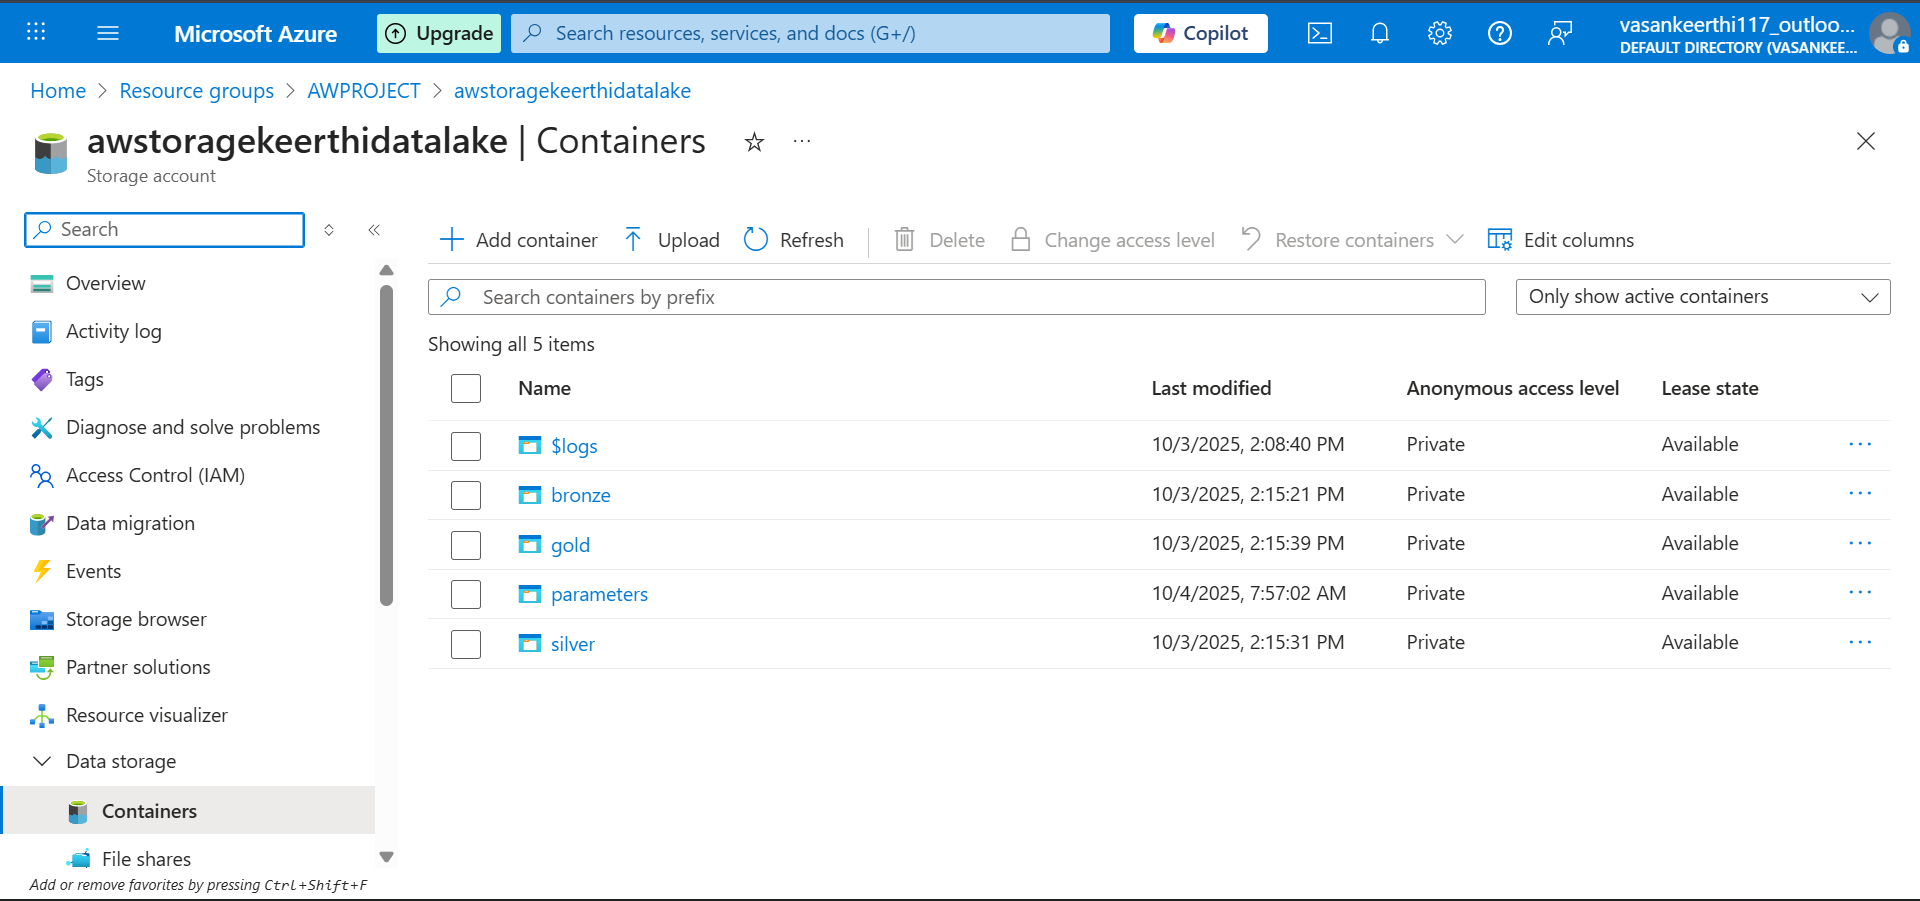 Microsoft Azure
Upgrade
Search resources, services, and docs (G+/)
Copilot
vasankeerthi117_outloo...
DEFAULT DIRECTORY (VASANKEE...
Home > Resource groups > AWPROJECT > awstoragekeerthidatalake
awstoragekeerthidatalake | Containers
Storage account
Search
Overview
Activity log
Tags
Diagnose and solve problems
Access Control (IAM)
Data migration
Events
Storage browser
Partner solutions
Resource visualizer
Data storage
Containers
File shares
Add or remove favorites by pressing Ctrl+Shift+F
Add container Upload Refresh Delete Change access level Restore containers Edit columns
Search containers by prefix
Only show active containers
Showing all 5 items
Name Last modified Anonymous access level Lease state
$logs 10/3/2025, 2:08:40 PM Private Available
bronze 10/3/2025, 2:15:21 PM Private Available
gold 10/3/2025, 2:15:39 PM Private Available
parameters 10/4/2025, 7:57:02 AM Private Available
silver 10/3/2025, 2:15:31 PM Private Available